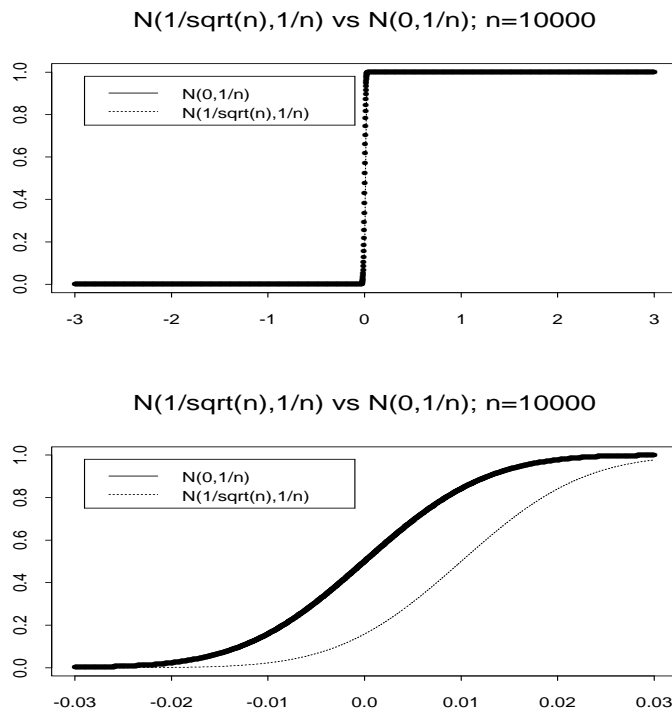 N(1/sqrt(n),1/n) vs N(0,1/n); n=10000
1.0
0.8
0.6
0.4
0.2
0.0
N(0,1/n)
N(1/sqrt(n),1/n)
-3 -2 -1 0 1 2 3
N(1/sqrt(n),1/n) vs N(0,1/n); n=10000
1.0
0.8
0.6
0.4
0.2
0.0
N(0,1/n)
N(1/sqrt(n),1/n)
-0.03 -0.02 -0.01 0.0 0.01 0.02 0.03